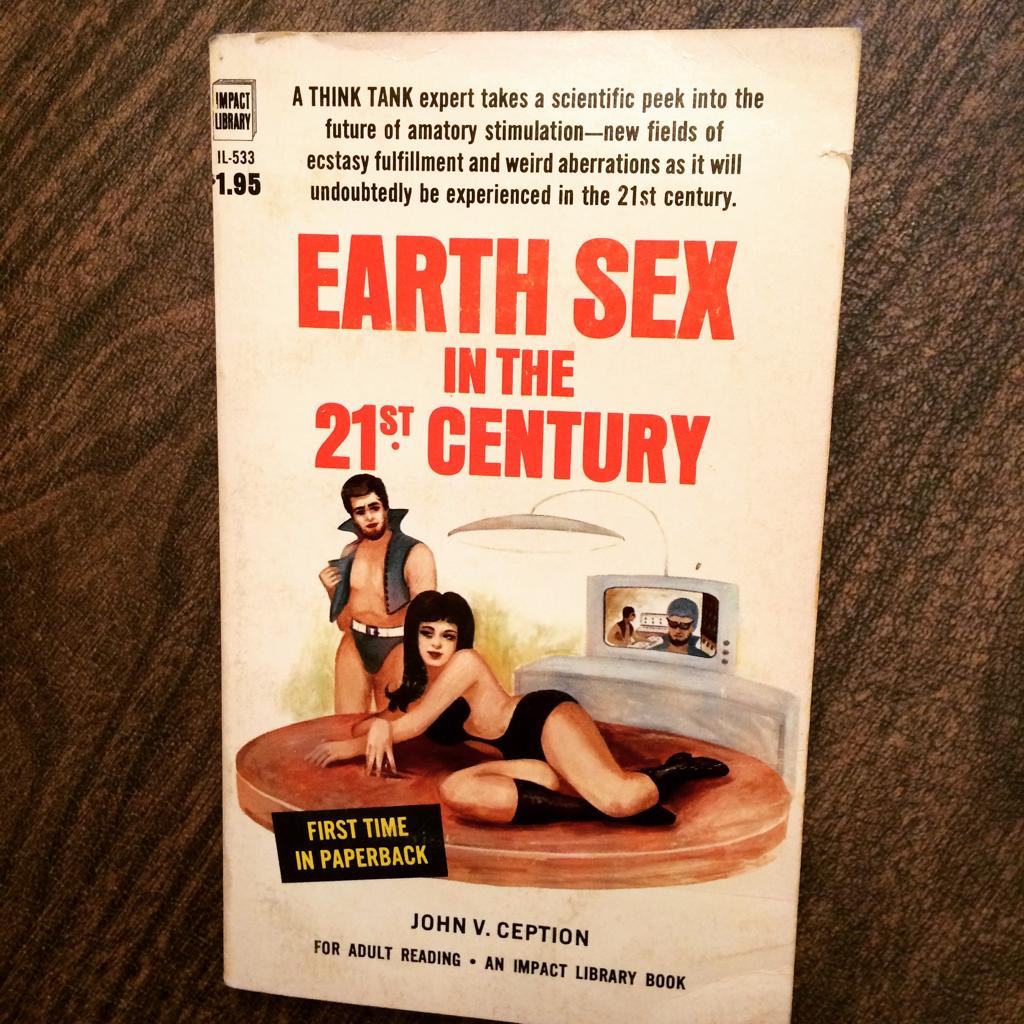 IMPACT
LIBRARY
IL-533
1.95
A THINK TANK expert takes a scientific peek into the
future of amatory stimulation—new fields of
ecstasy fulfillment and weird aberrations as it will
undoubtedly be experienced in the 21st century.
EARTH SEX
IN THE
21ST CENTURY
FIRST TIME
IN PAPERBACK
JOHN V. CEPTION
FOR ADULT READING • AN IMPACT LIBRARY BOOK